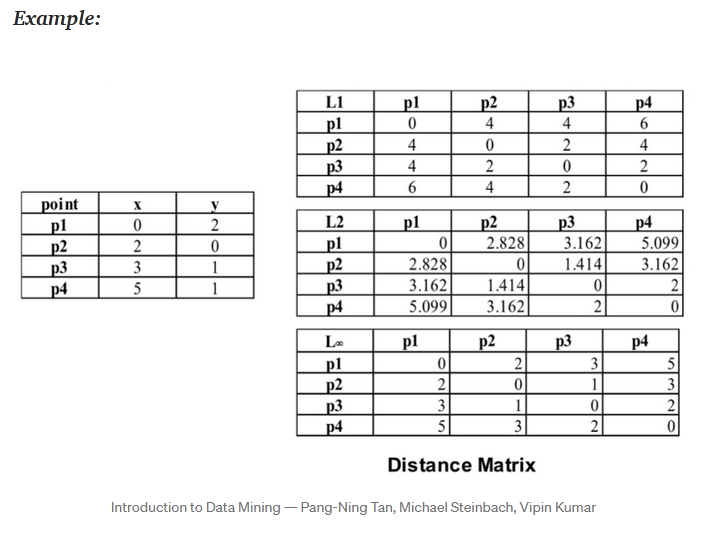 Example:
point x y
p1 0 2
p2 2 0
p3 3 1
p4 5 1
L1 p1 p2 p3 p4
p1 0 4 4 6
p2 4 0 2 4
p3 4 2 0 2
p4 6 4 2 0
L2 p1 p2 p3 p4
p1 0 2.828 3.162 5.099
p2 2.828 0 1.414 3.162
p3 3.162 1.414 0 2
p4 5.099 3.162 2 0
L∞ p1 p2 p3 p4
p1 0 2 3 5
p2 2 0 1 3
p3 3 1 0 2
p4 5 3 2 0
Distance Matrix
Introduction to Data Mining — Pang-Ning Tan, Michael Steinbach, Vipin Kumar